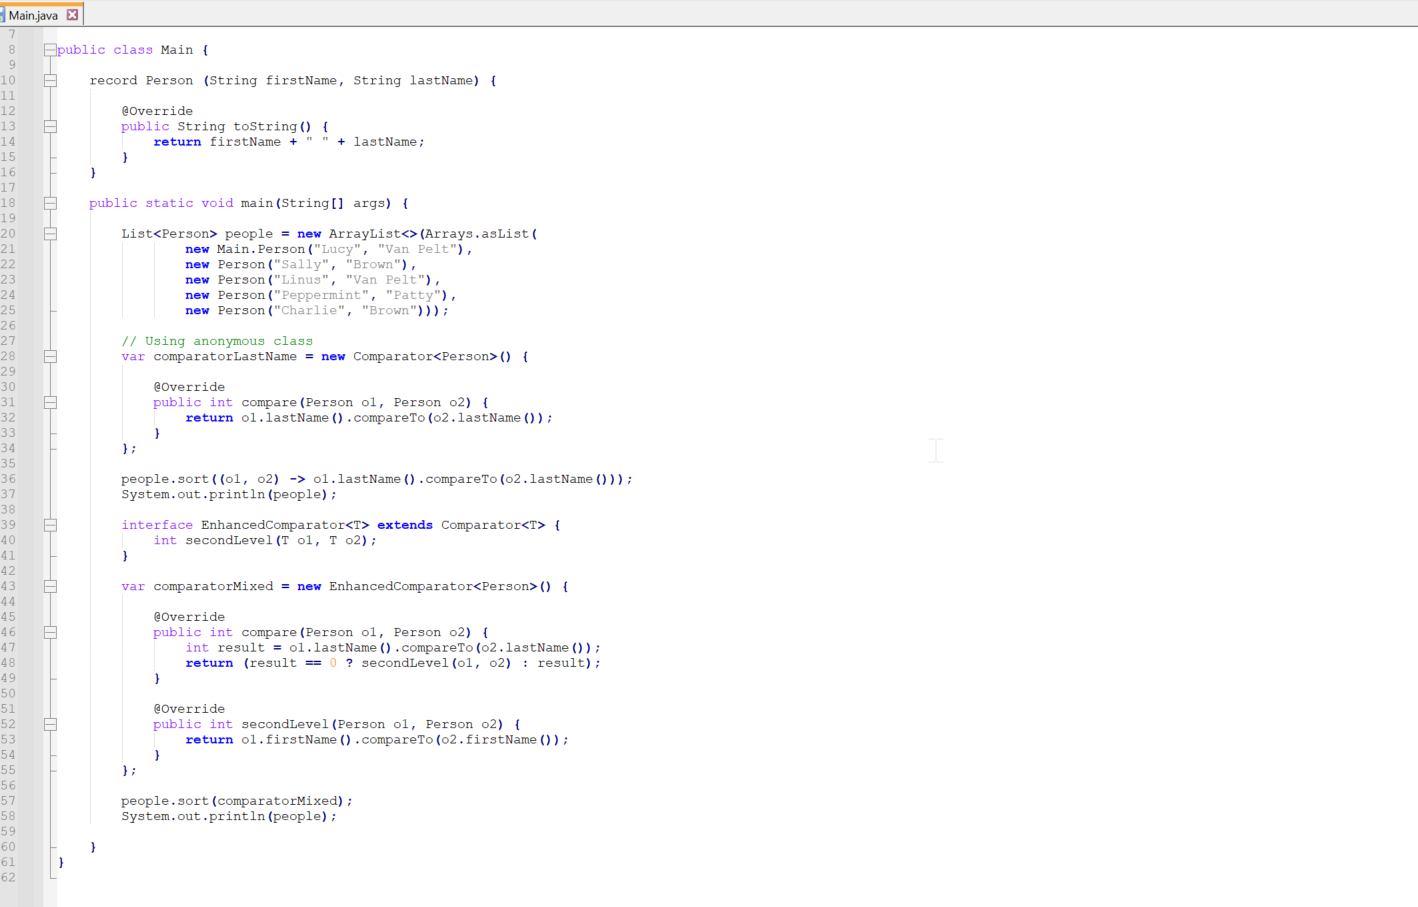 Main.java
7
8 public class Main {
9
10     record Person (String firstName, String lastName) {
11
12         @Override
13         public String toString() {
14             return firstName + " " + lastName;
15         }
16     }
17
18     public static void main(String[] args) {
19
20         List<Person> people = new ArrayList<>(Arrays.asList(
21                 new Main.Person("Lucy", "Van Pelt"),
22                 new Person("Sally", "Brown"),
23                 new Person("Linus", "Van Pelt"),
24                 new Person("Peppermint", "Patty"),
25                 new Person("Charlie", "Brown")));
26
27         // Using anonymous class
28         var comparatorLastName = new Comparator<Person>() {
29
30             @Override
31             public int compare(Person o1, Person o2) {
32                 return o1.lastName().compareTo(o2.lastName());
33             }
34         };
35
36         people.sort((o1, o2) -> o1.lastName().compareTo(o2.lastName()));
37         System.out.println(people);
38
39         interface EnhancedComparator<T> extends Comparator<T> {
40             int secondLevel(T o1, T o2);
41         }
42
43         var comparatorMixed = new EnhancedComparator<Person>() {
44
45             @Override
46             public int compare(Person o1, Person o2) {
47                 int result = o1.lastName().compareTo(o2.lastName());
48                 return (result == 0 ? secondLevel(o1, o2) : result);
49             }
50
51             @Override
52             public int secondLevel(Person o1, Person o2) {
53                 return o1.firstName().compareTo(o2.firstName());
54             }
55         };
56
57         people.sort(comparatorMixed);
58         System.out.println(people);
59
60     }
61 }
62